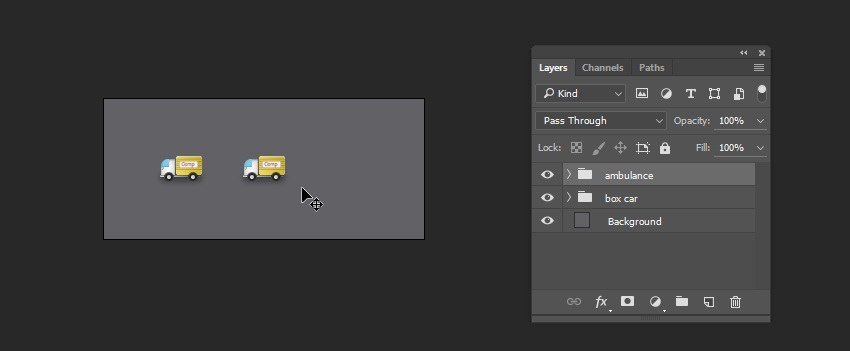 Comp
Comp
Layers Channels Paths
Kind
Pass Through Opacity: 100%
Lock: Fill: 100%
ambulance
box car
Background
fx